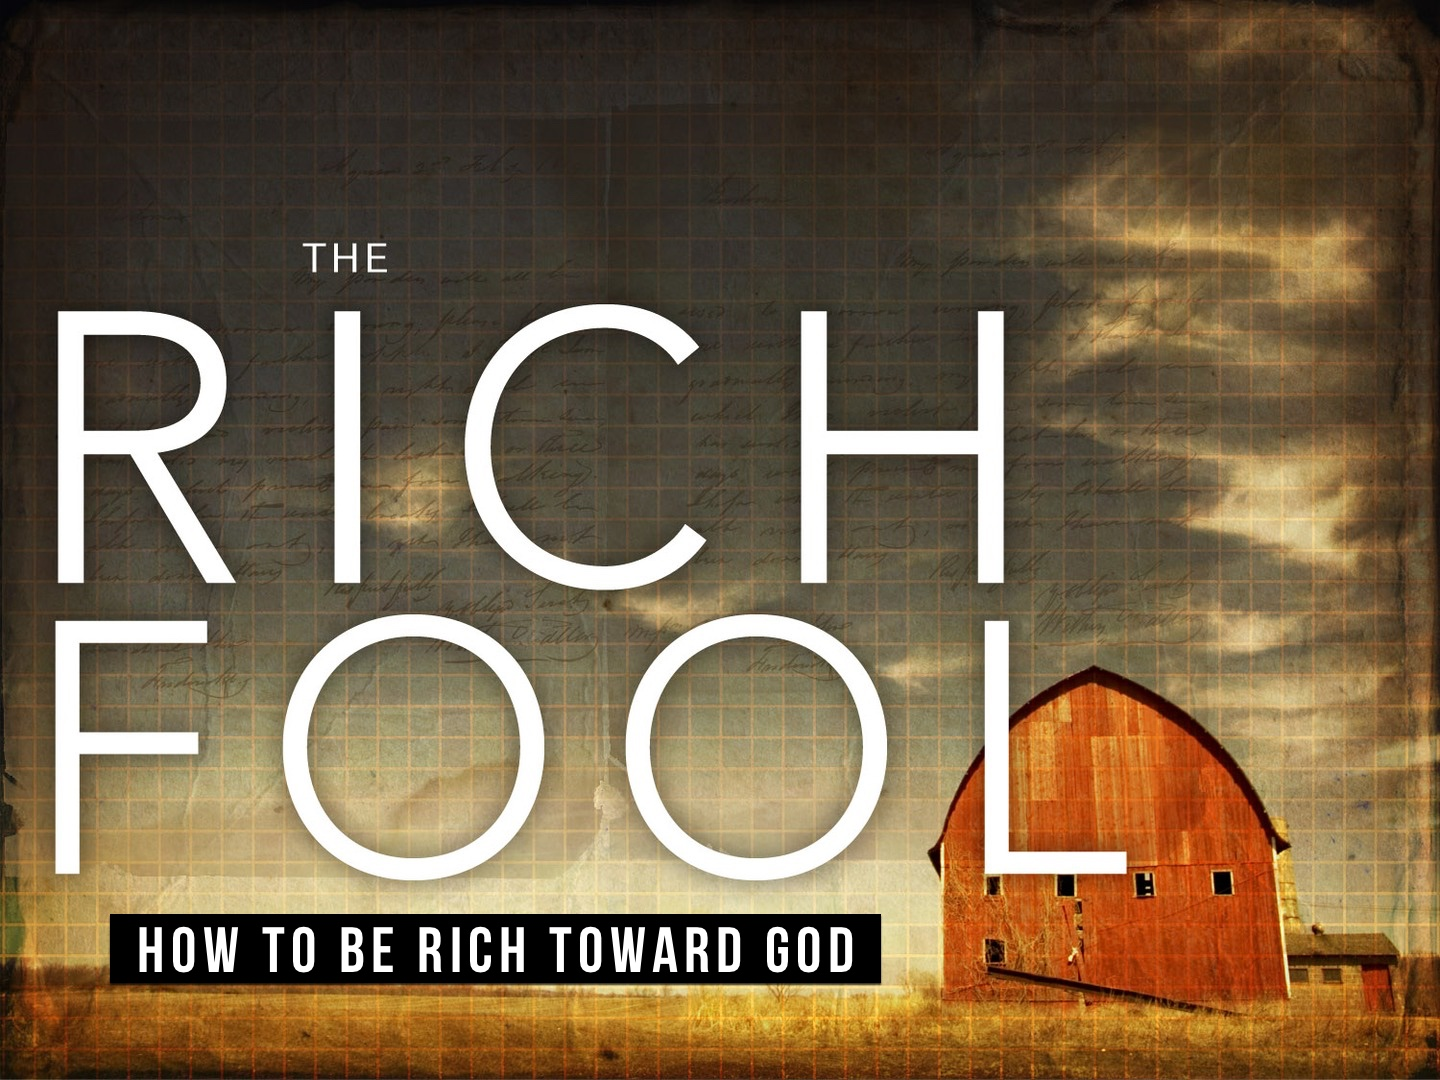 THE
RICH
FOOL
HOW TO BE RICH TOWARD GOD